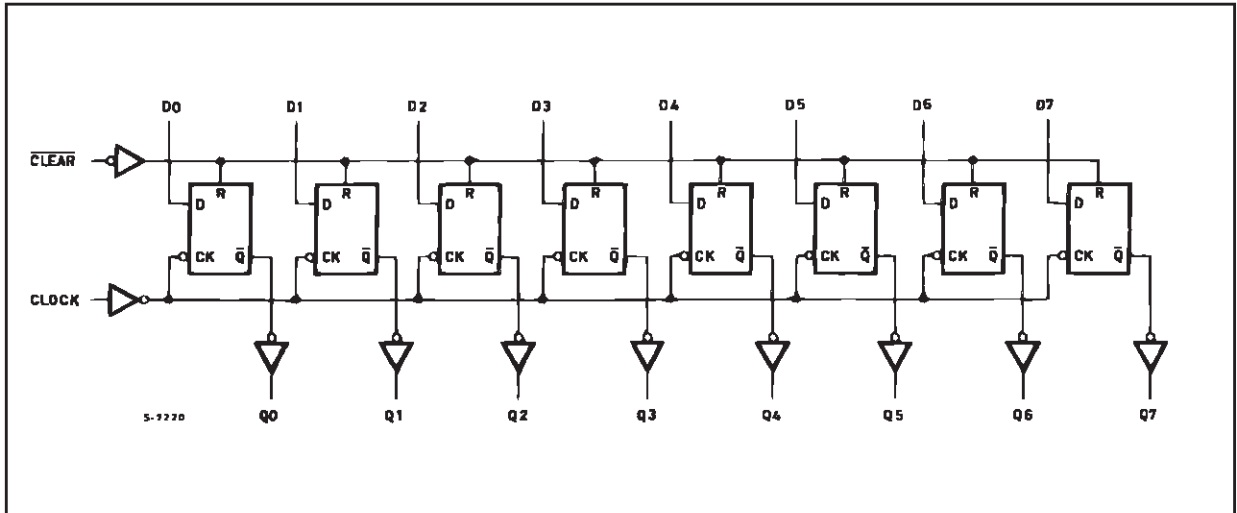 D0 D1 D2 D3 D4 D5 D6 D7
C̅L̅E̅A̅R̅
R R R R R R R R
D D D D D D D D
CK Q̅ CK Q̅ CK Q̅ CK Q̅ CK Q̅ CK Q̅ CK Q̅ CK Q̅
CLOCK
S-7220 Q0 Q1 Q2 Q3 Q4 Q5 Q6 Q7